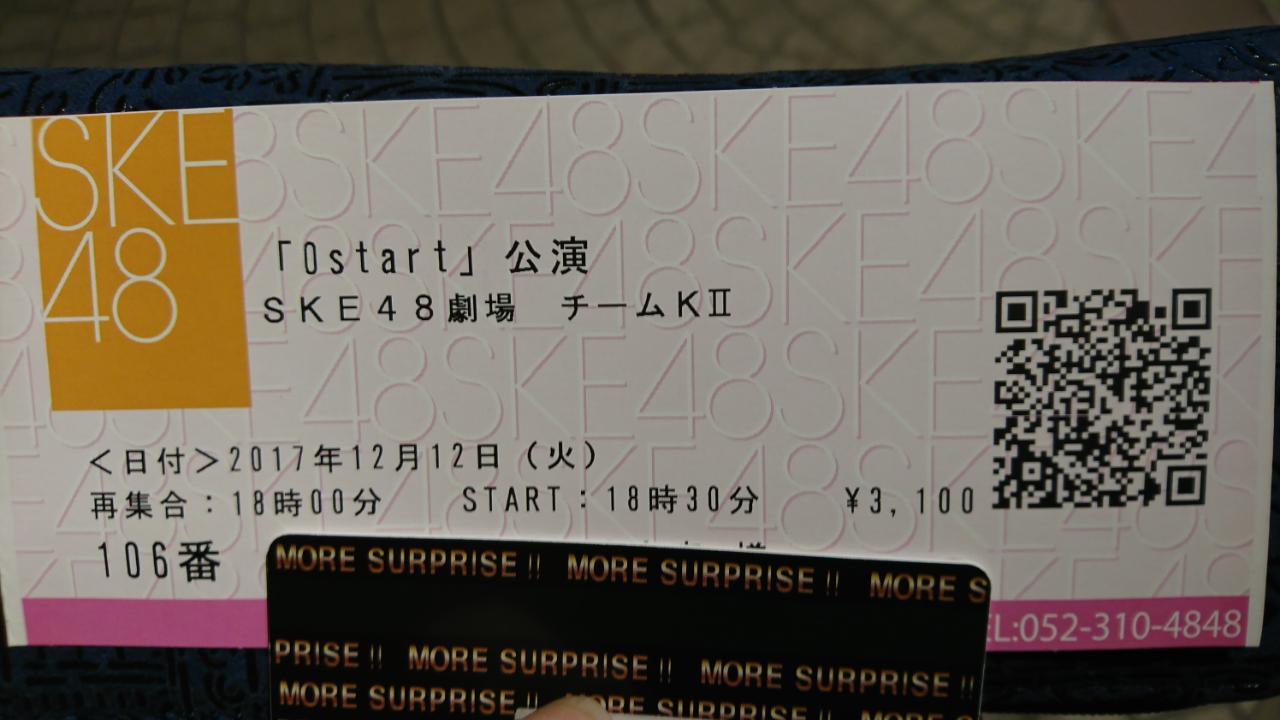 SKE
48
「0start」公演
SKE48劇場 チームKⅡ
<日付>2017年12月12日(火)
再集合:18時00分 START:18時30分 ¥3,100
106番
MORE SURPRISE!! MORE SURPRISE!! MORE S
EL:052-310-4848
PRISE!! MORE SURPRISE!! MORE SURPRISE!!
MORE SURPRISE!! MORE SURPRISE!! MORE S